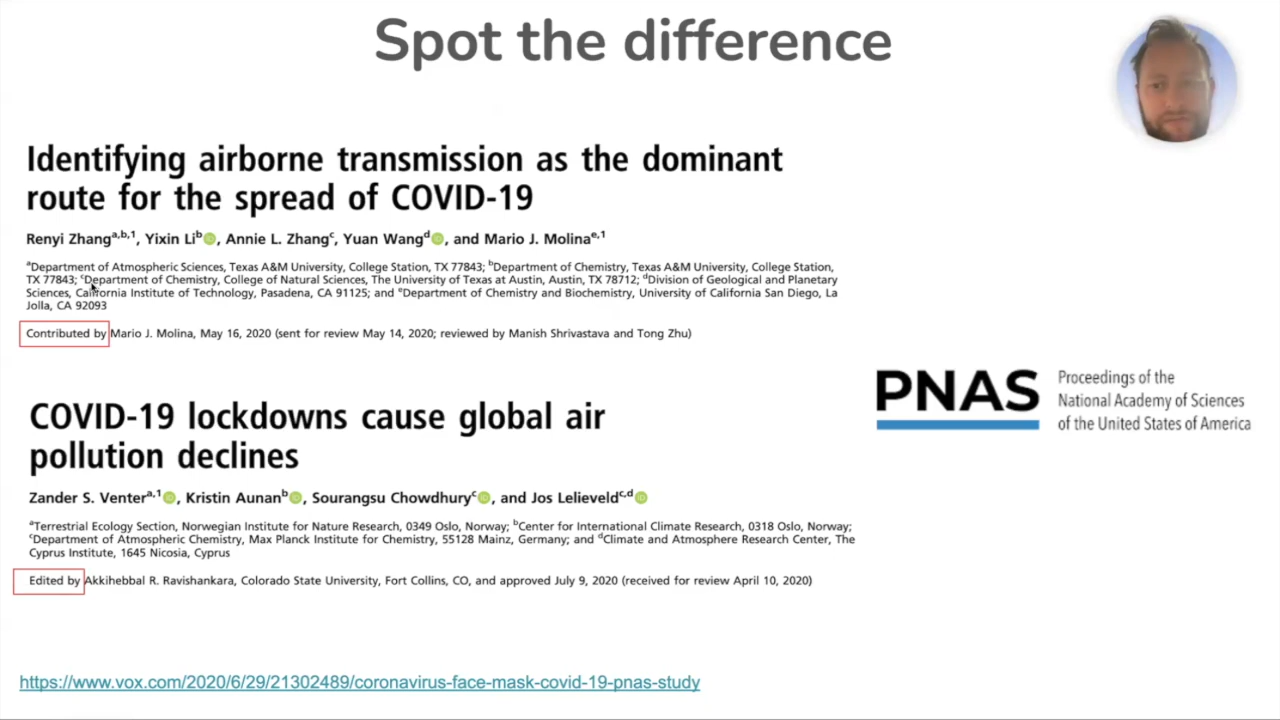 Spot the difference
Identifying airborne transmission as the dominant
route for the spread of COVID-19
Renyi Zhangᵃ,ᵇ,¹, Yixin Liᵇ, Annie L. Zhangᶜ, Yuan Wangᵈ, and Mario J. Molinaᵉ,¹
ᵃDepartment of Atmospheric Sciences, Texas A&M University, College Station, TX 77843; ᵇDepartment of Chemistry, Texas A&M University, College Station,
TX 77843; ᶜDepartment of Chemistry, College of Natural Sciences, The University of Texas at Austin, Austin, TX 78712; ᵈDivision of Geological and Planetary
Sciences, California Institute of Technology, Pasadena, CA 91125; and ᵉDepartment of Chemistry and Biochemistry, University of California San Diego, La
Jolla, CA 92093
Contributed by Mario J. Molina, May 16, 2020 (sent for review May 14, 2020; reviewed by Manish Shrivastava and Tong Zhu)
PNAS
Proceedings of the
National Academy of Sciences
of the United States of America
COVID-19 lockdowns cause global air
pollution declines
Zander S. Venterᵃ,¹, Kristin Aunanᵇ, Sourangsu Chowdhuryᶜ, and Jos Lelieveldᶜ,ᵈ
ᵃTerrestrial Ecology Section, Norwegian Institute for Nature Research, 0349 Oslo, Norway; ᵇCenter for International Climate Research, 0318 Oslo, Norway;
ᶜDepartment of Atmospheric Chemistry, Max Planck Institute for Chemistry, 55128 Mainz, Germany; and ᵈClimate and Atmosphere Research Center, The
Cyprus Institute, 1645 Nicosia, Cyprus
Edited by Akkihebbal R. Ravishankara, Colorado State University, Fort Collins, CO, and approved July 9, 2020 (received for review April 10, 2020)
https://www.vox.com/2020/6/29/21302489/coronavirus-face-mask-covid-19-pnas-study